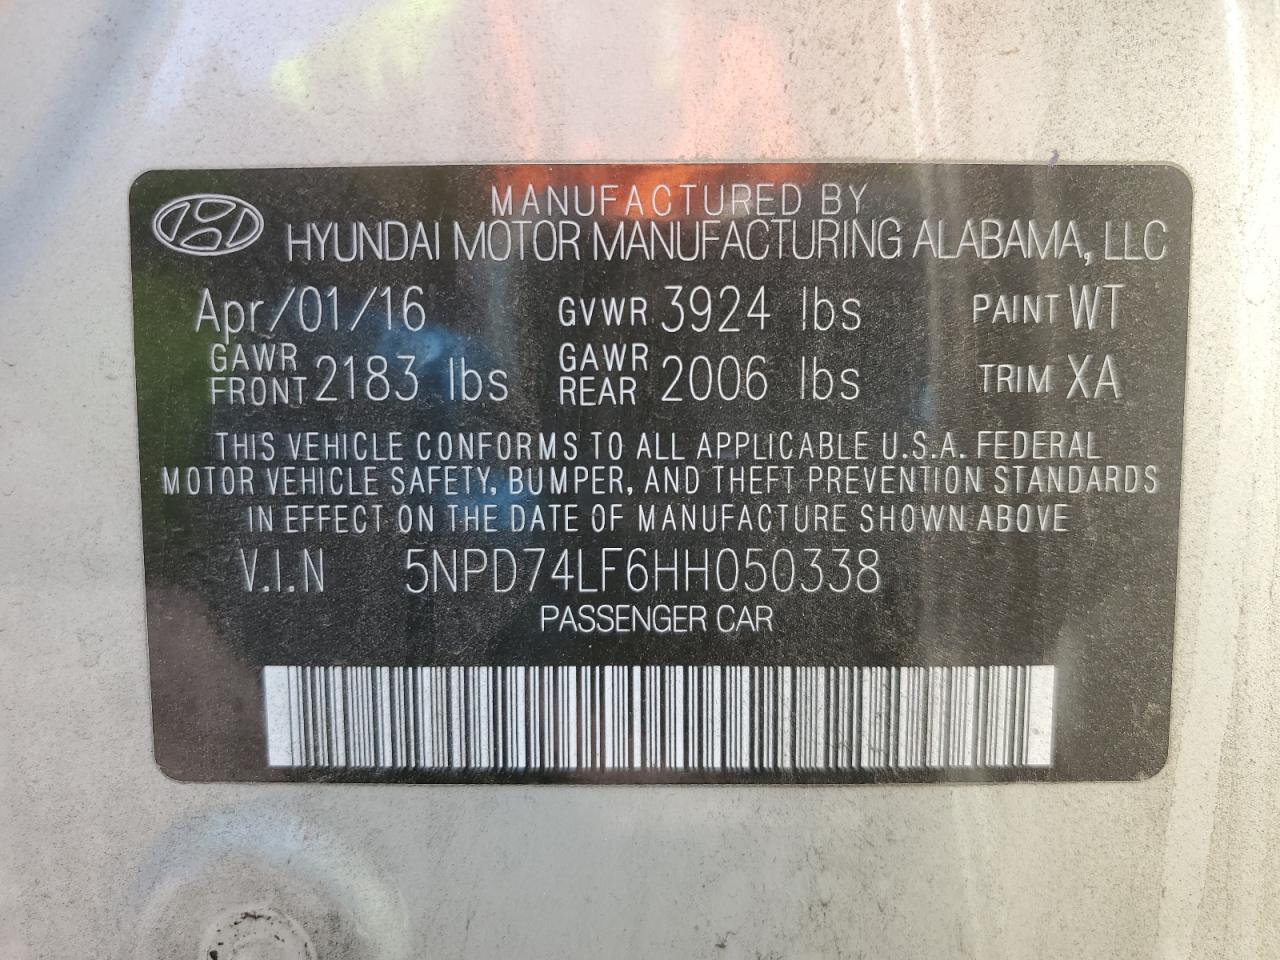 MANUFACTURED BY
HYUNDAI MOTOR MANUFACTURING ALABAMA, LLC
Apr/01/16 GVWR 3924 lbs PAINT WT
GAWR FRONT 2183 lbs GAWR REAR 2006 lbs TRIM XA
THIS VEHICLE CONFORMS TO ALL APPLICABLE U.S.A. FEDERAL
MOTOR VEHICLE SAFETY, BUMPER, AND THEFT PREVENTION STANDARDS
IN EFFECT ON THE DATE OF MANUFACTURE SHOWN ABOVE
V.I.N 5NPD74LF6HH050338
PASSENGER CAR